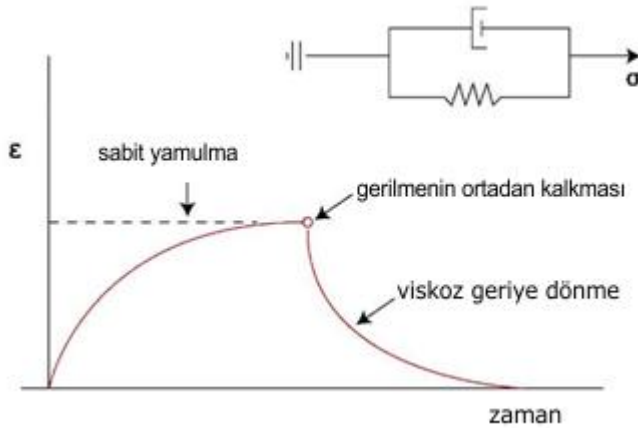 σ
ε
sabit yamulma
gerilmenin ortadan kalkması
viskoz geriye dönme
zaman